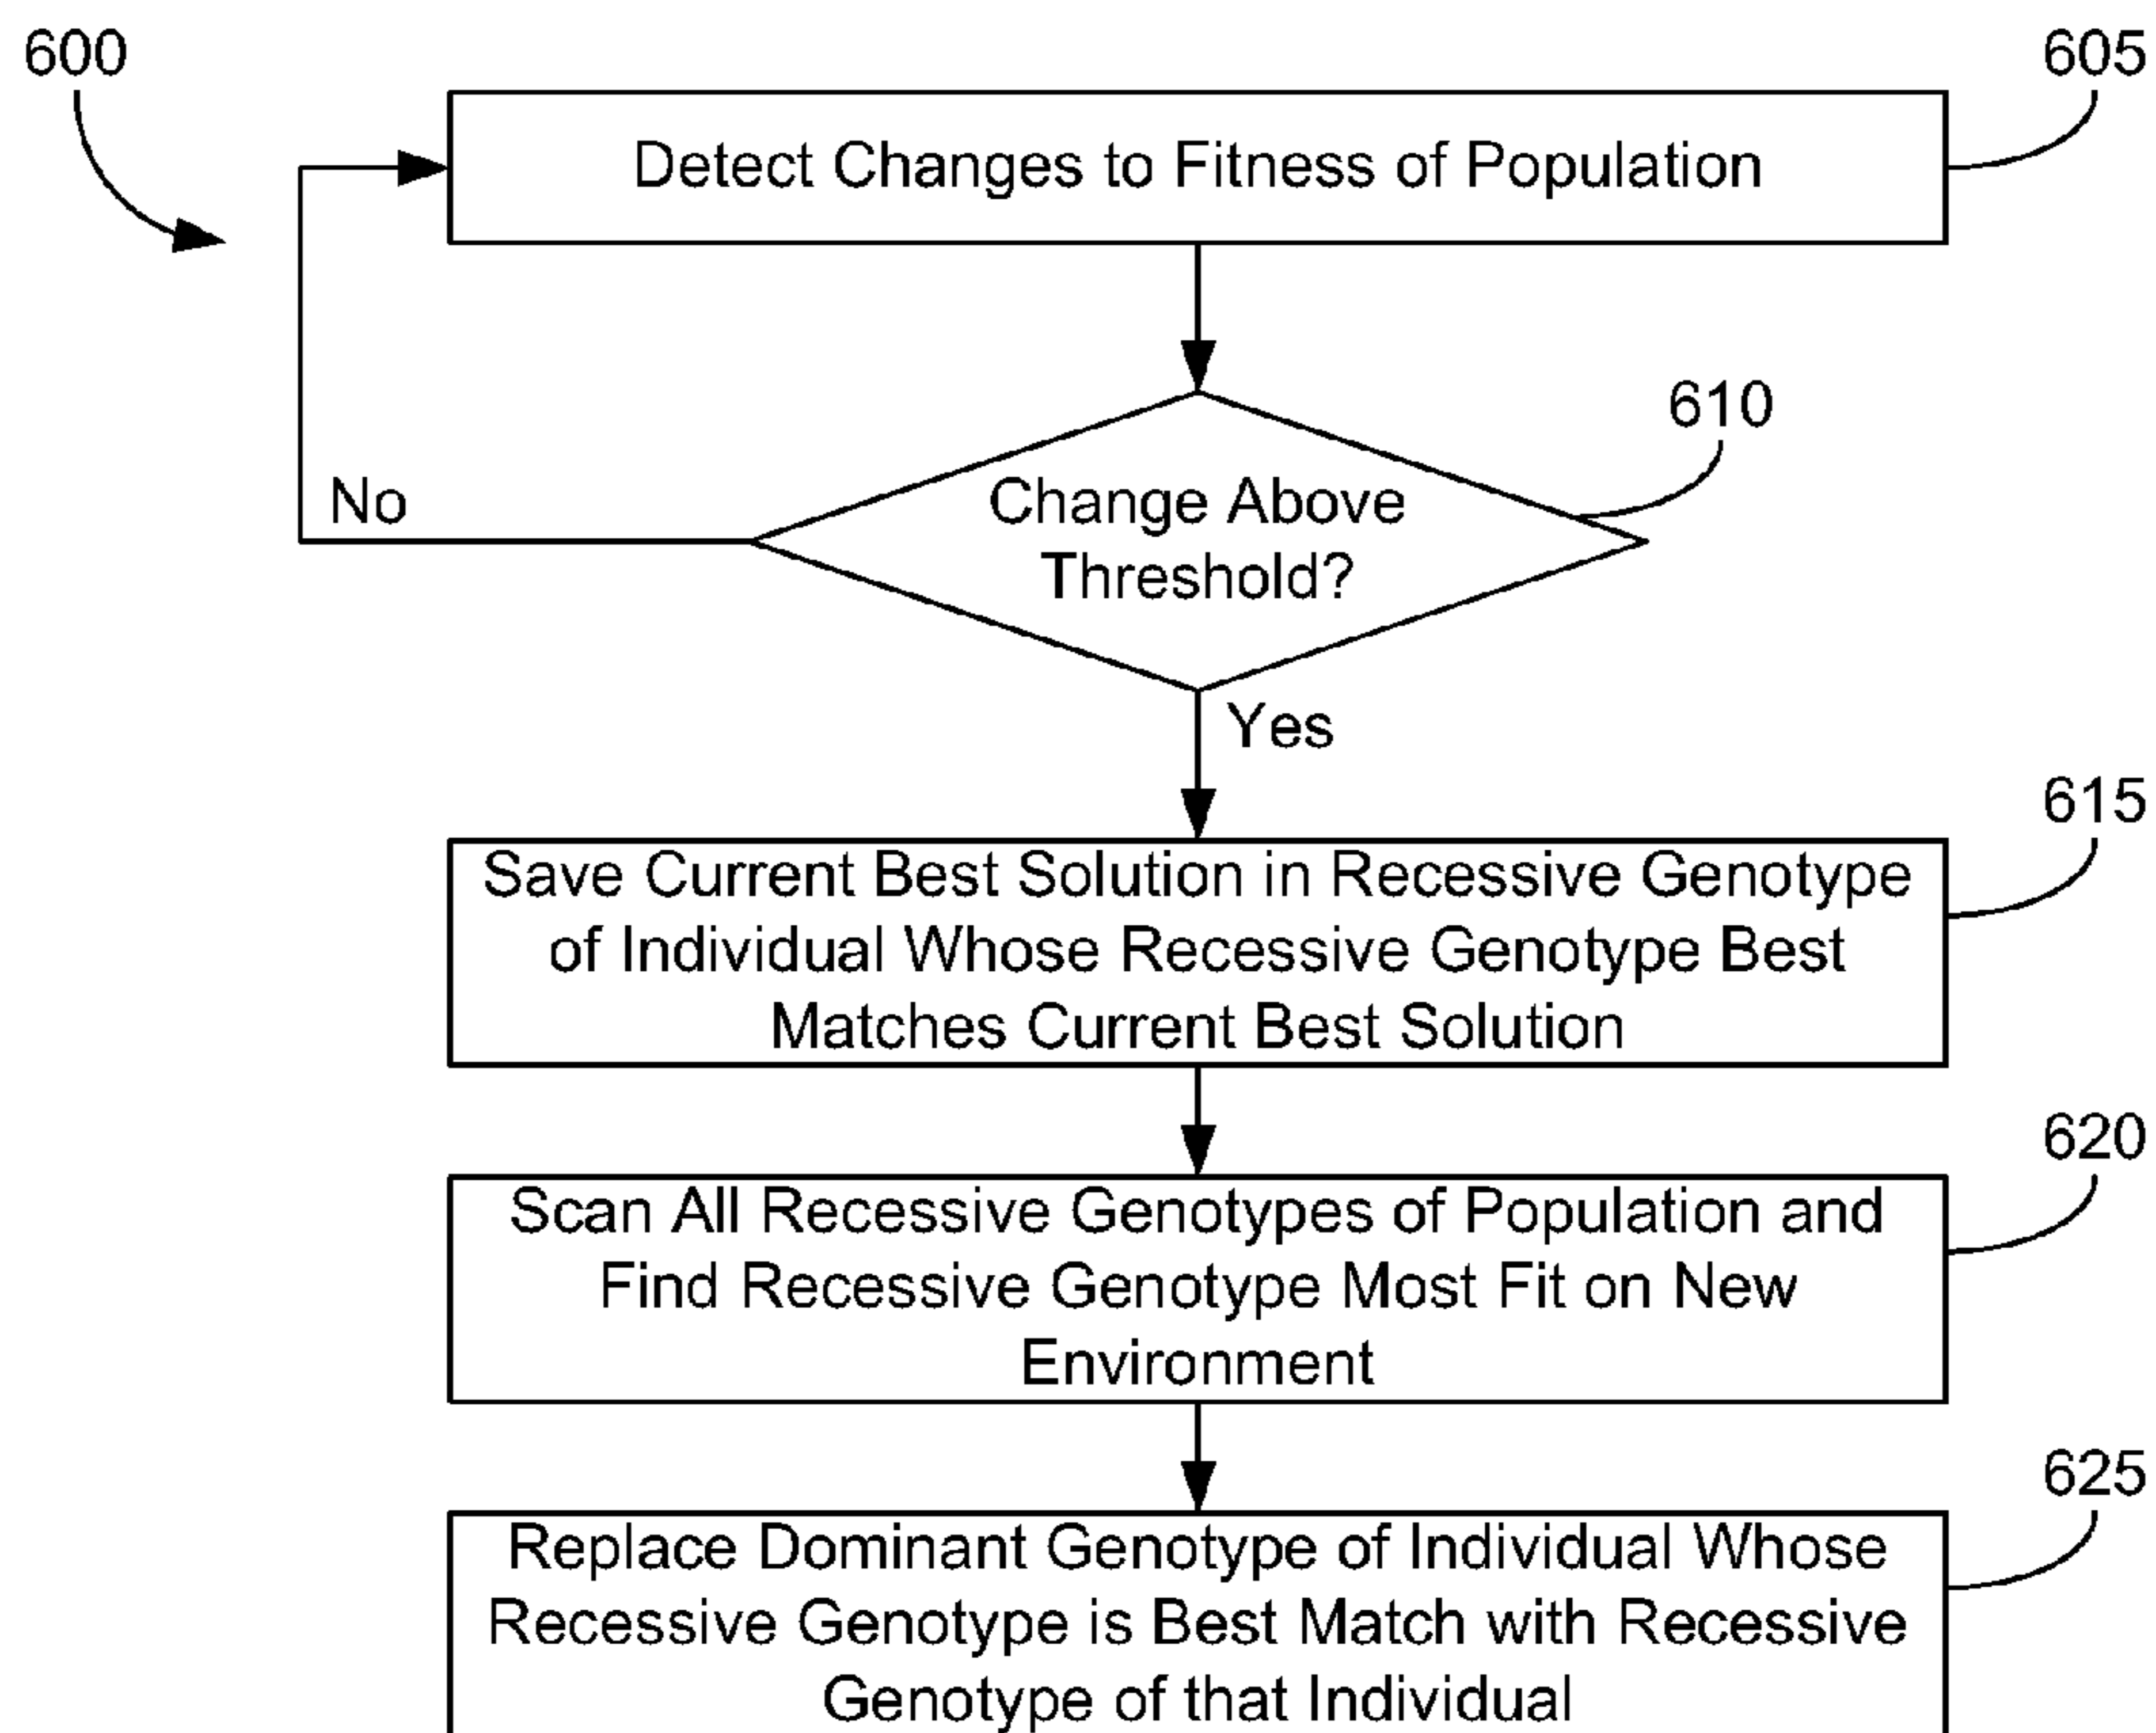 600
605
Detect Changes to Fitness of Population
610
Change Above
Threshold?
No
Yes
615
Save Current Best Solution in Recessive Genotype
of Individual Whose Recessive Genotype Best
Matches Current Best Solution
620
Scan All Recessive Genotypes of Population and
Find Recessive Genotype Most Fit on New
Environment
625
Replace Dominant Genotype of Individual Whose
Recessive Genotype is Best Match with Recessive
Genotype of that Individual